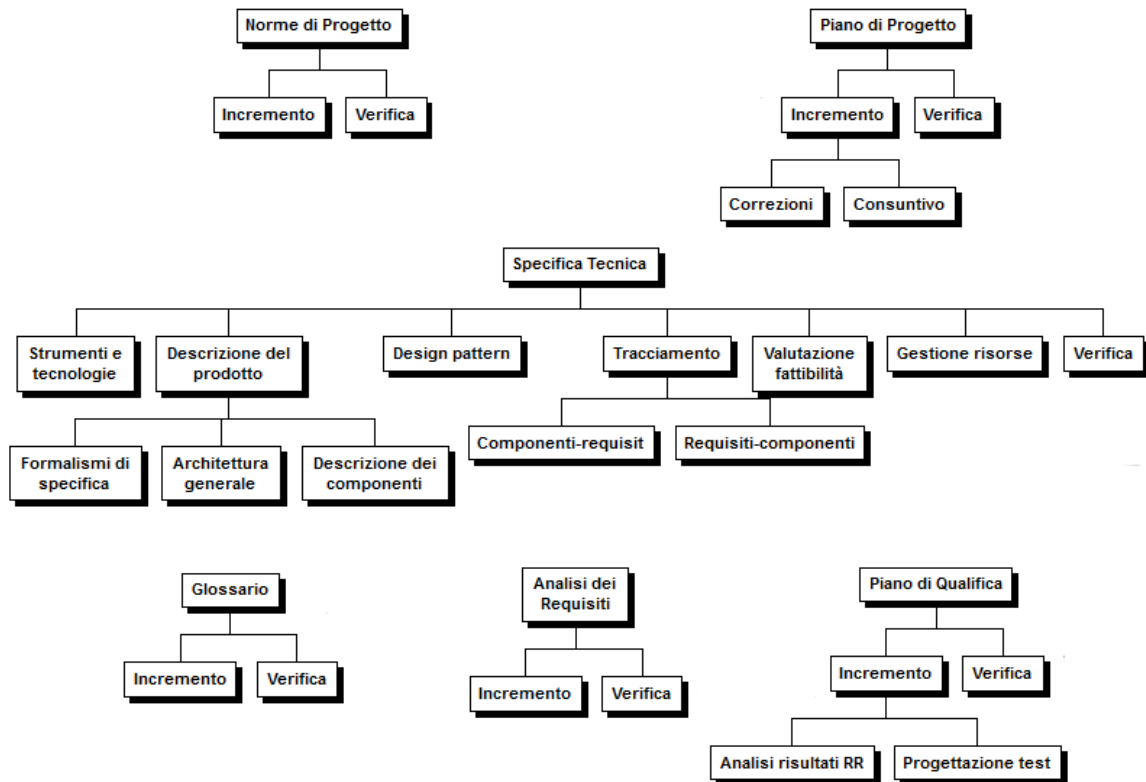 Norme di Progetto
Piano di Progetto
Incremento
Verifica
Incremento
Verifica
Correzioni
Consuntivo
Specifica Tecnica
Strumenti e
tecnologie
Descrizione del
prodotto
Design pattern
Tracciamento
Valutazione
fattibilità
Gestione risorse
Verifica
Formalismi di
specifica
Architettura
generale
Descrizione dei
componenti
Componenti-requisit
Requisiti-componenti
Glossario
Analisi dei
Requisiti
Piano di Qualifica
Incremento
Verifica
Incremento
Verifica
Incremento
Verifica
Analisi risultati RR
Progettazione test